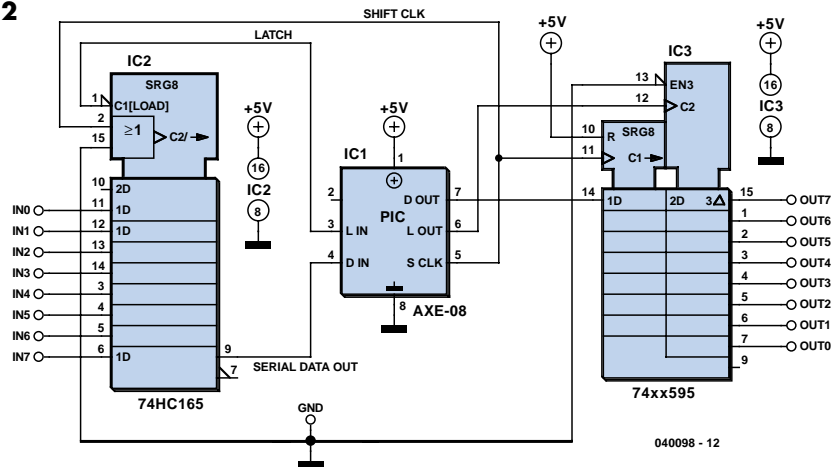 2
SHIFT CLK
LATCH
+5V
+5V
IC2
IC3
SRG8
1
C1[LOAD]
2
≥1
C2/
15
+5V
16
IC2
8
+5V
IC1
1
2
PIC
D OUT
7
3
L IN
L OUT
6
4
D IN
S CLK
5
8
AXE-08
13
EN3
12
C2
10
R
SRG8
11
C1
16
IC3
8
10
2D
IN0
11
1D
IN1
12
1D
IN2
13
IN3
14
IN4
3
IN5
4
IN6
5
IN7
6
1D
9
7
SERIAL DATA OUT
74HC165
14
1D
2D
3
15
OUT7
1
OUT6
2
OUT5
3
OUT4
4
OUT3
5
OUT2
6
OUT1
7
OUT0
9
74xx595
GND
040098 - 12